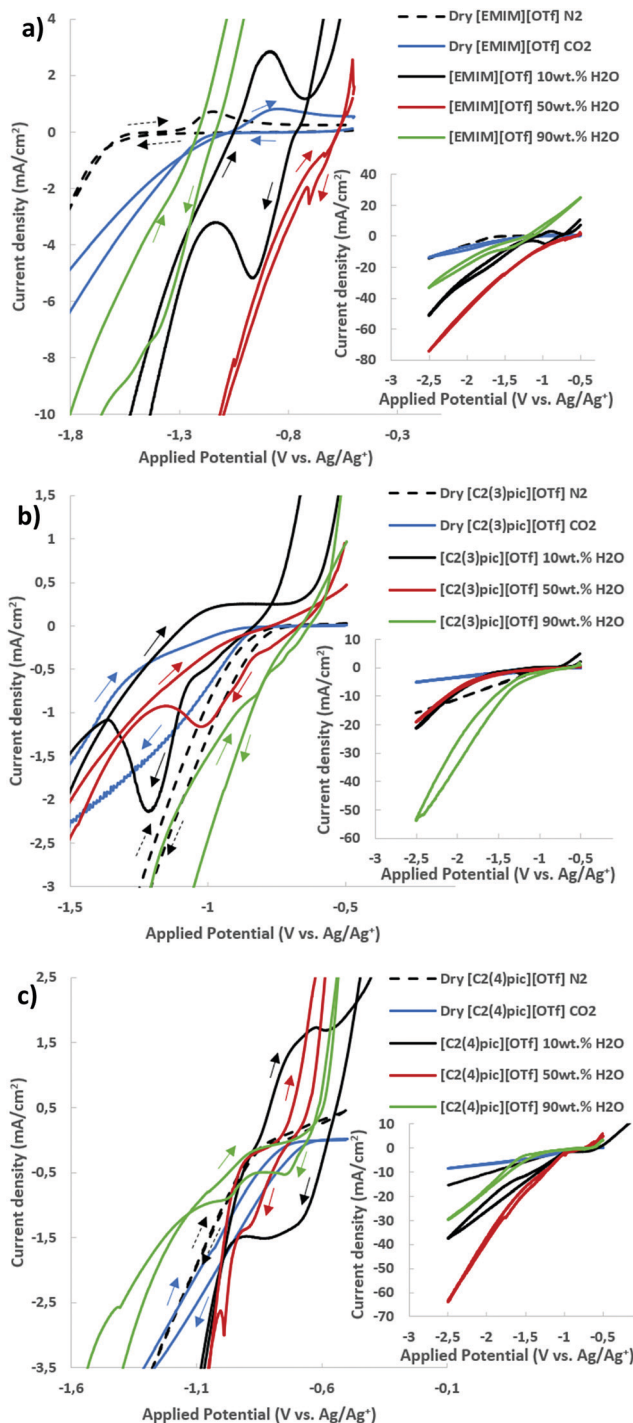 a)
Dry [EMIM][OTf] N2
Dry [EMIM][OTf] CO2
[EMIM][OTf] 10wt.% H2O
[EMIM][OTf] 50wt.% H2O
[EMIM][OTf] 90wt.% H2O
Current density (mA/cm²)
4
2
0
-2
-4
-6
-8
-10
-1,8
-1,3
-0,8
-0,3
Applied Potential (V vs. Ag/Ag⁺)
Current density (mA/cm²)
40
20
0
-20
-40
-60
-80
-3
-2,5
-2
-1,5
-1
-0,5
Applied Potential (V vs. Ag/Ag⁺)
b)
Dry [C2(3)pic][OTf] N2
Dry [C2(3)pic][OTf] CO2
[C2(3)pic][OTf] 10wt.% H2O
[C2(3)pic][OTf] 50wt.% H2O
[C2(3)pic][OTf] 90wt.% H2O
Current density (mA/cm²)
1,5
1
0,5
0
-0,5
-1
-1,5
-2
-2,5
-3
-1,5
-1
-0,5
Applied Potential (V vs. Ag/Ag⁺)
Current density (mA/cm²)
10
0
-10
-20
-30
-40
-50
-60
-3
-2,5
-2
-1,5
-1
-0,5
Applied Potential (V vs. Ag/Ag⁺)
c)
Dry [C2(4)pic][OTf] N2
Dry [C2(4)pic][OTf] CO2
[C2(4)pic][OTf] 10wt.% H2O
[C2(4)pic][OTf] 50wt.% H2O
[C2(4)pic][OTf] 90wt.% H2O
Current density (mA/cm²)
2,5
1,5
0,5
-0,5
-1,5
-2,5
-3,5
-1,6
-1,1
-0,6
-0,1
Applied Potential (V vs. Ag/Ag⁺)
Current density (mA/cm²)
10
0
-10
-20
-30
-40
-50
-60
-70
-3
-2,5
-2
-1,5
-1
-0,5
0
Applied Potential (V vs. Ag/Ag⁺)